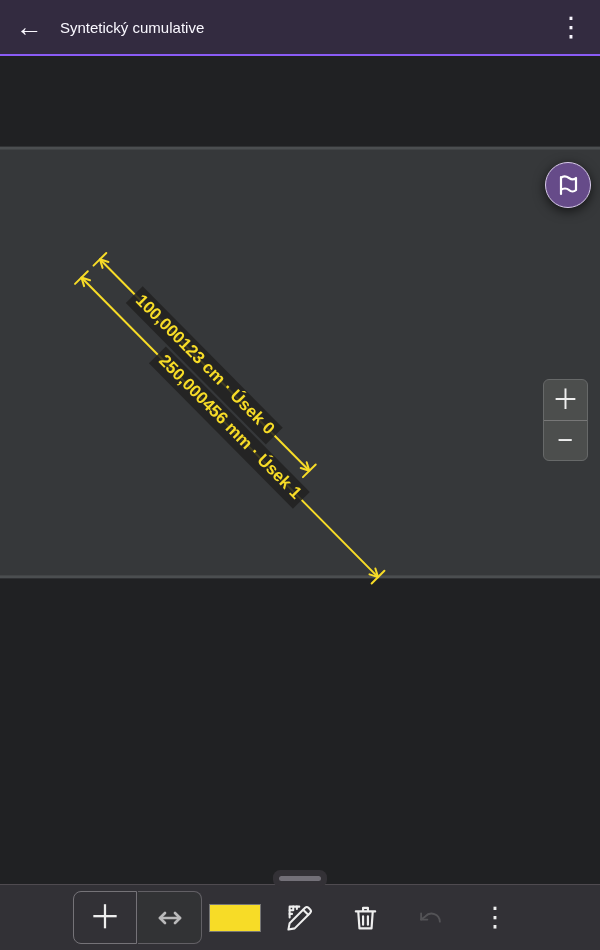 Syntetický cumulative
100,000123 cm · Úsek 0
250,000456 mm · Úsek 1